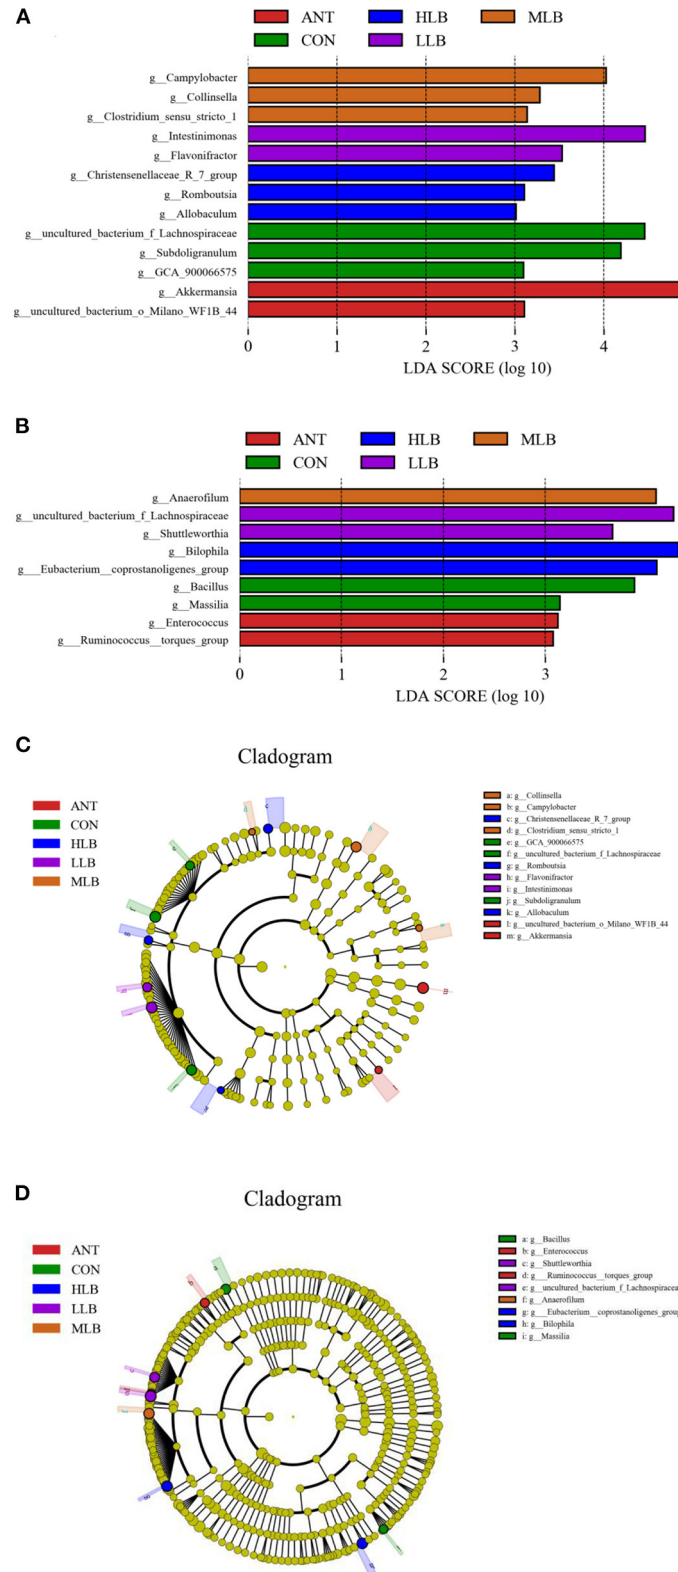 A
ANT HLB MLB
CON LLB
g__Campylobacter
g__Collinsella
g__Clostridium_sensu_stricto_1
g__Intestinimonas
g__Flavonifractor
g__Christensenellaceae_R_7_group
g__Romboutsia
g__Allobaculum
g__uncultured_bacterium_f_Lachnospiraceae
g__Subdoligranulum
g__GCA_900066575
g__Akkermansia
g__uncultured_bacterium_o_Milano_WF1B_44
0 1 2 3 4
LDA SCORE (log 10)
B
ANT HLB MLB
CON LLB
g__Anaerofilum
g__uncultured_bacterium_f_Lachnospiraceae
g__Shuttleworthia
g__Bilophila
g___Eubacterium__coprostanoligenes_group
g__Bacillus
g__Massilia
g__Enterococcus
g___Ruminococcus__torques_group
0 1 2 3
LDA SCORE (log 10)
C
Cladogram
ANT
CON
HLB
LLB
MLB
a: g__Collinsella
b: g__Campylobacter
c: g__Christensenellaceae_R_7_group
d: g__Clostridium_sensu_stricto_1
e: g__GCA_900066575
f: g__uncultured_bacterium_f_Lachnospiraceae
g: g__Romboutsia
h: g__Flavonifractor
i: g__Intestinimonas
j: g__Subdoligranulum
k: g__Allobaculum
l: g__uncultured_bacterium_o_Milano_WF1B_44
m: g__Akkermansia
D
Cladogram
ANT
CON
HLB
LLB
MLB
a: g__Bacillus
b: g__Enterococcus
c: g__Shuttleworthia
d: g___Ruminococcus__torques_group
e: g__uncultured_bacterium_f_Lachnospiraceae
f: g__Anaerofilum
g: g___Eubacterium__coprostanoligenes_group
h: g__Bilophila
i: g__Massilia